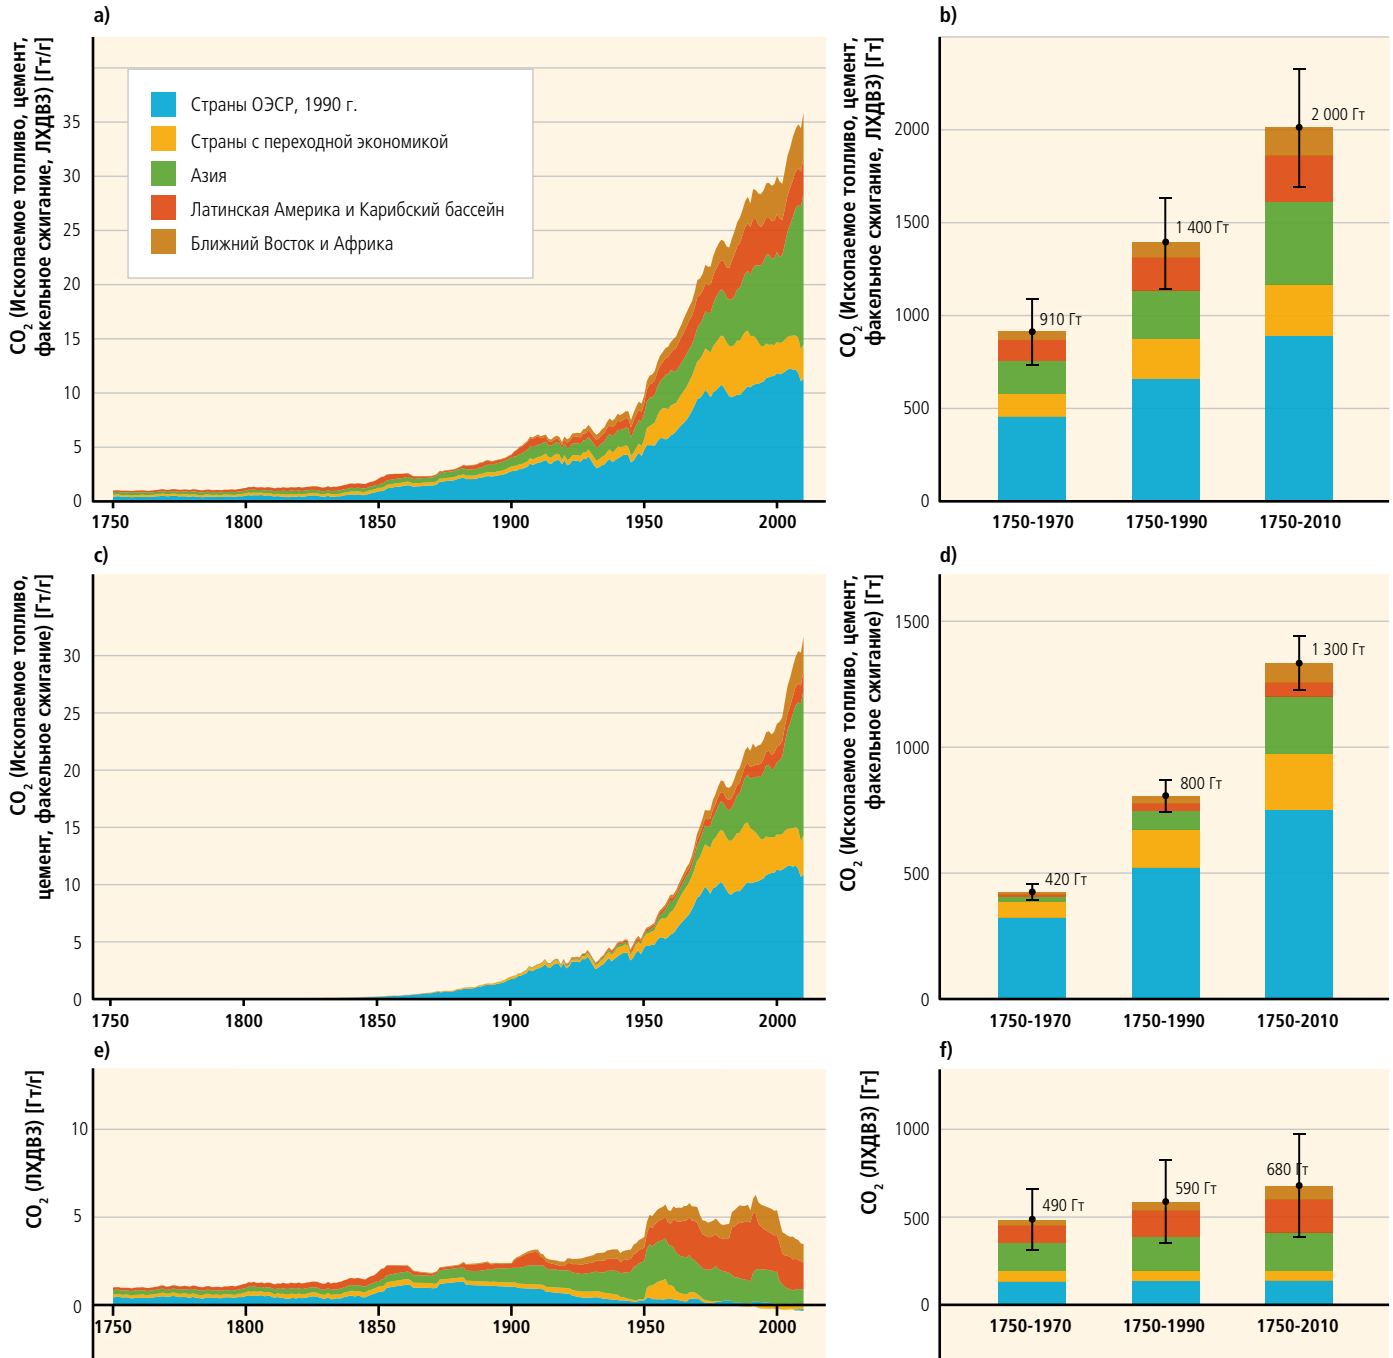 a)
CO2 (Ископаемое топливо, цемент,
факельное сжигание, ЛХДВЗ) [Гт/г]
35
30
25
20
15
10
5
0
Страны ОЭСР, 1990 г.
Страны с переходной экономикой
Азия
Латинская Америка и Карибский бассейн
Ближний Восток и Африка
1750 1800 1850 1900 1950 2000
b)
CO2 (Ископаемое топливо, цемент,
факельное сжигание, ЛХДВЗ) [Гт]
2000
1500
1000
500
0
910 Гт
1 400 Гт
2 000 Гт
1750-1970 1750-1990 1750-2010
c)
CO2 (Ископаемое топливо,
цемент, факельное сжигание) [Гт/г]
30
25
20
15
10
5
0
1750 1800 1850 1900 1950 2000
d)
CO2 (Ископаемое топливо, цемент,
факельное сжигание) [Гт]
1500
1000
500
0
420 Гт
800 Гт
1 300 Гт
1750-1970 1750-1990 1750-2010
e)
CO2 (ЛХДВЗ) [Гт/г]
10
5
0
1750 1800 1850 1900 1950 2000
f)
CO2 (ЛХДВЗ) [Гт]
1000
500
0
490 Гт
590 Гт
680 Гт
1750-1970 1750-1990 1750-2010